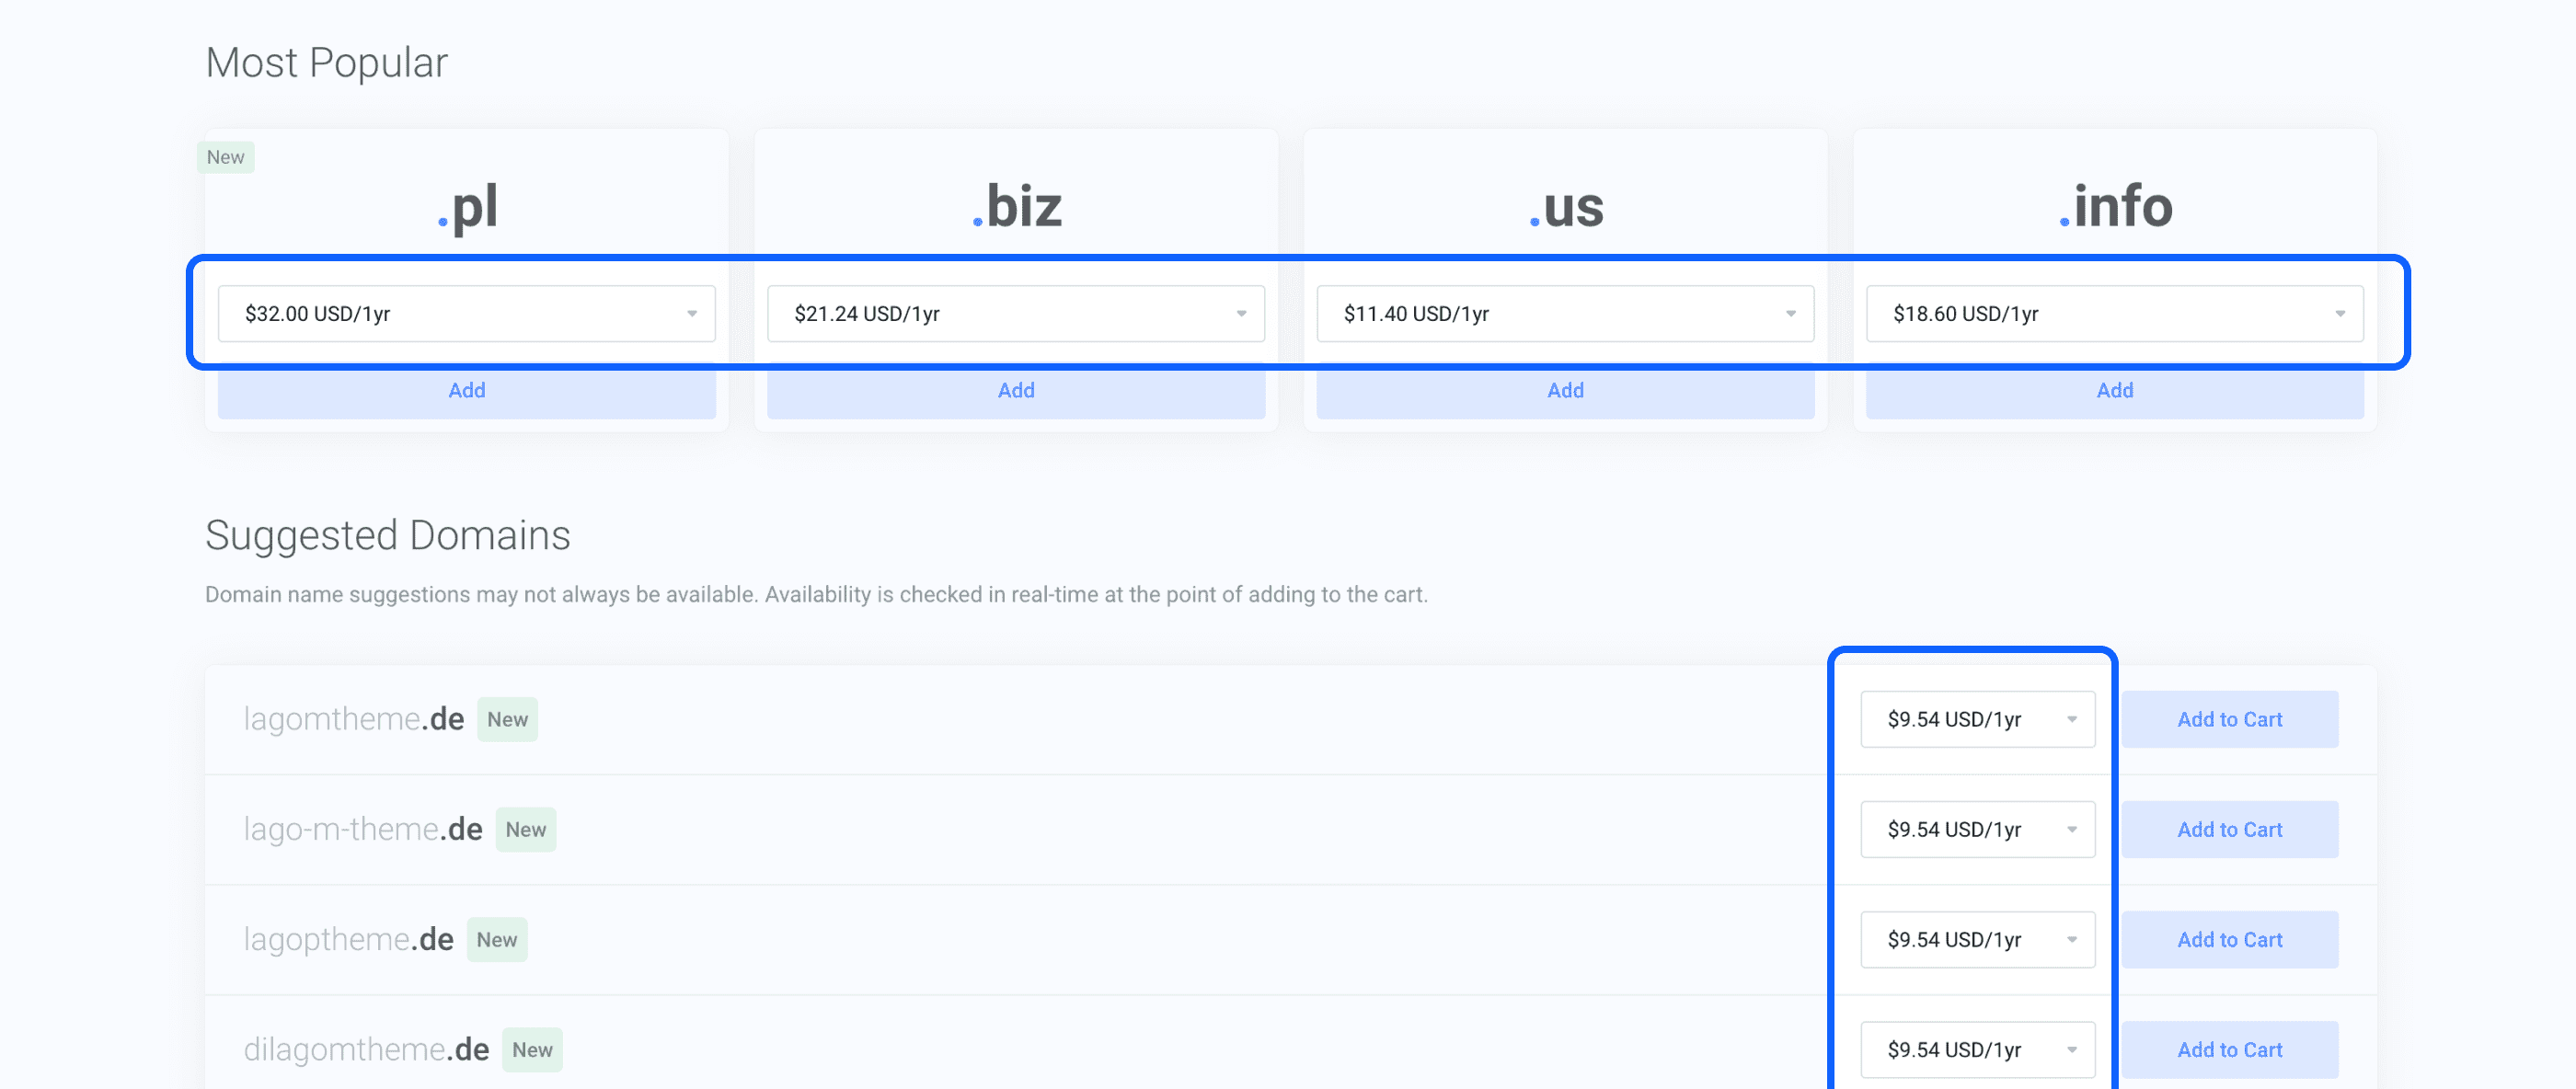 Most Popular
New
.pl
.biz
.us
.info
$32.00 USD/1yr
$21.24 USD/1yr
$11.40 USD/1yr
$18.60 USD/1yr
Add
Add
Add
Add
Suggested Domains
Domain name suggestions may not always be available. Availability is checked in real-time at the point of adding to the cart.
lagomtheme.de New $9.54 USD/1yr Add to Cart
lago-m-theme.de New $9.54 USD/1yr Add to Cart
lagoptheme.de New $9.54 USD/1yr Add to Cart
dilagomtheme.de New $9.54 USD/1yr Add to Cart